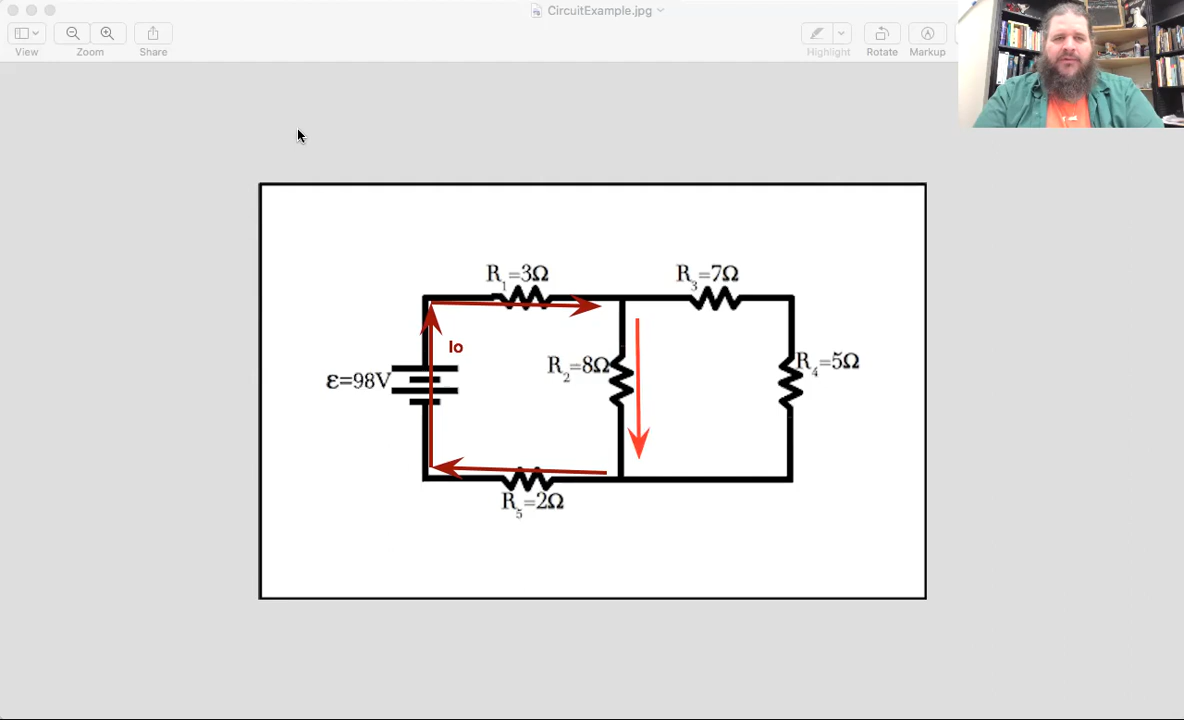 CircuitExample.jpg
View
Zoom
Share
Highlight
Rotate
Markup
R₁=3Ω
R₃=7Ω
Io
R₂=8Ω
R₄=5Ω
ε=98V
R₅=2Ω